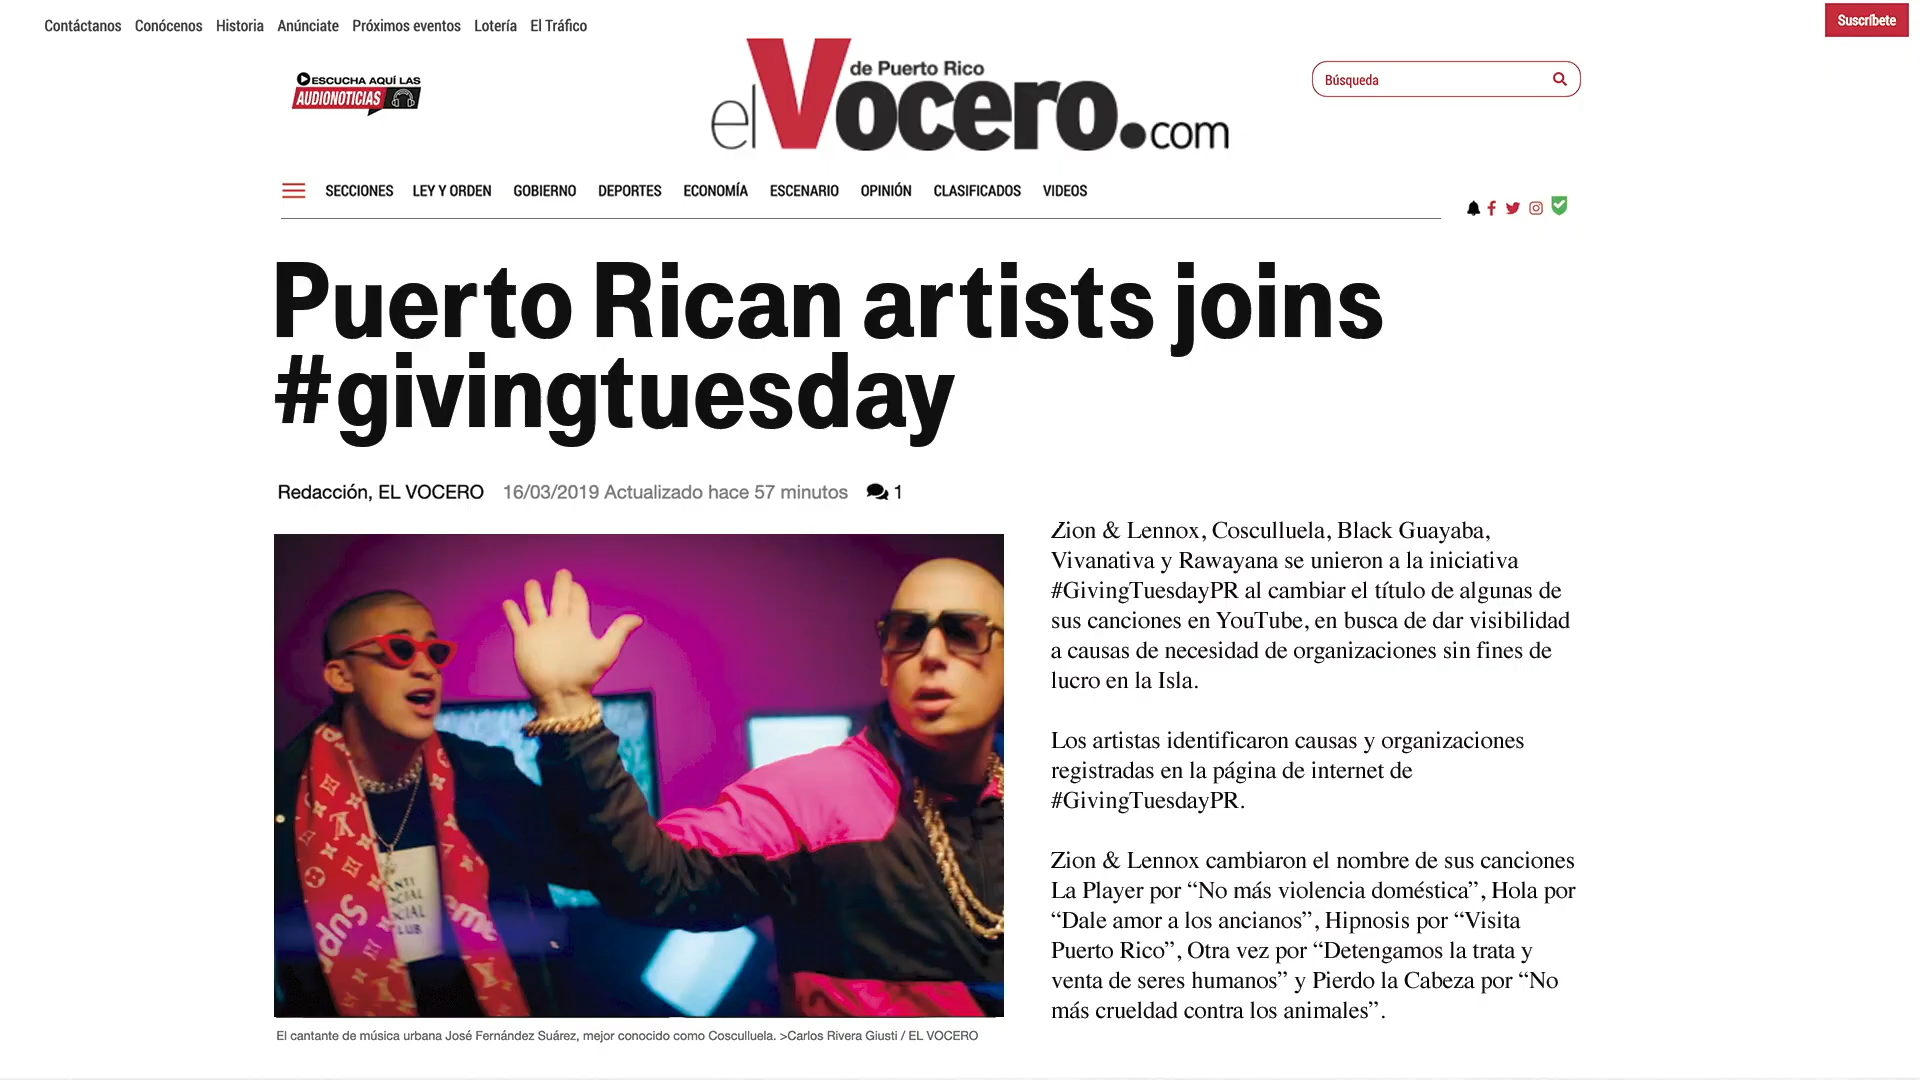 Contáctanos Conócenos Historia Anúnciate Próximos eventos Lotería El Tráfico
Suscríbete
ESCUCHA AQUÍ LAS
AUDIONOTICIAS
de Puerto Rico
el Vocero.com
Búsqueda
SECCIONES LEY Y ORDEN GOBIERNO DEPORTES ECONOMÍA ESCENARIO OPINIÓN CLASIFICADOS VIDEOS
Puerto Rican artists joins
#givingtuesday
Redacción, EL VOCERO 16/03/2019 Actualizado hace 57 minutos 1
Zion & Lennox, Cosculluela, Black Guayaba,
Vivanativa y Rawayana se unieron a la iniciativa
#GivingTuesdayPR al cambiar el título de algunas de
sus canciones en YouTube, en busca de dar visibilidad
a causas de necesidad de organizaciones sin fines de
lucro en la Isla.
Los artistas identificaron causas y organizaciones
registradas en la página de internet de
#GivingTuesdayPR.
Zion & Lennox cambiaron el nombre de sus canciones
La Player por “No más violencia doméstica”, Hola por
“Dale amor a los ancianos”, Hipnosis por “Visita
Puerto Rico”, Otra vez por “Detengamos la trata y
venta de seres humanos” y Pierdo la Cabeza por “No
más crueldad contra los animales”.
ANTI
SOCIAL
SOCIAL
CLUB
Sup
eme
El cantante de música urbana José Fernández Suárez, mejor conocido como Cosculluela. >Carlos Rivera Giusti / EL VOCERO